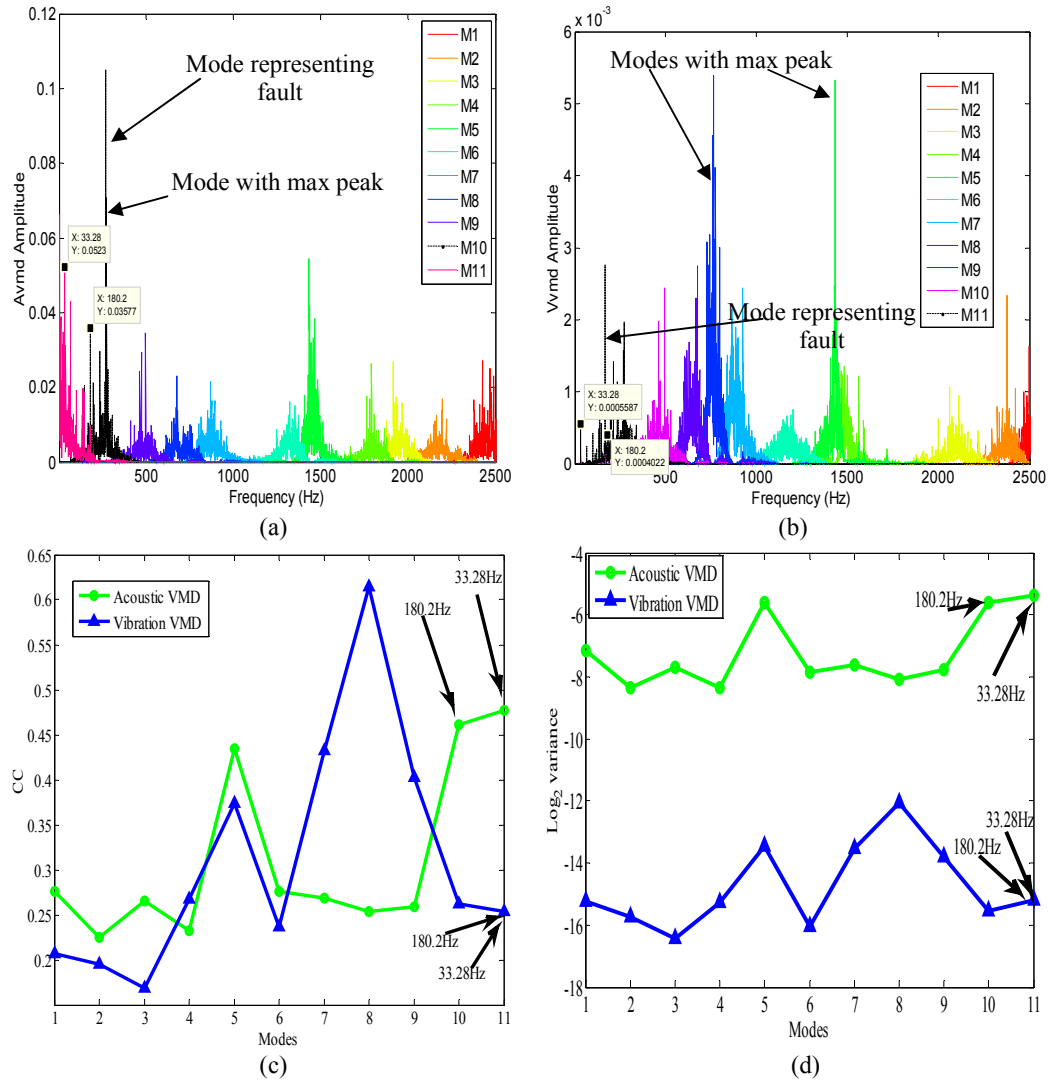 0.12
0.1
0.08
0.06
0.04
0.02
0
Avmd Amplitude
500
1000
1500
2000
2500
Frequency (Hz)
Mode representing
fault
Mode with max peak
X: 33.28
Y: 0.0523
X: 180.2
Y: 0.03577
M1
M2
M3
M4
M5
M6
M7
M8
M9
M10
M11
(a)
6 x 10-3
5
4
3
2
1
0
Vvmd Amplitude
500
1000
1500
2000
2500
Frequency (Hz)
Modes with max peak
Mode representing
fault
X: 33.28
Y: 0.0005587
X: 180.2
Y: 0.0004022
M1
M2
M3
M4
M5
M6
M7
M8
M9
M10
M11
(b)
0.65
0.6
0.55
0.5
0.45
0.4
0.35
0.3
0.25
0.2
CC
1 2 3 4 5 6 7 8 9 10 11
Modes
Acoustic VMD
Vibration VMD
33.28Hz
180.2Hz
180.2Hz
33.28Hz
(c)
-4
-6
-8
-10
-12
-14
-16
-18
Log2 variance
1 2 3 4 5 6 7 8 9 10 11
Modes
Acoustic VMD
Vibration VMD
180.2Hz
33.28Hz
33.28Hz
180.2Hz
(d)